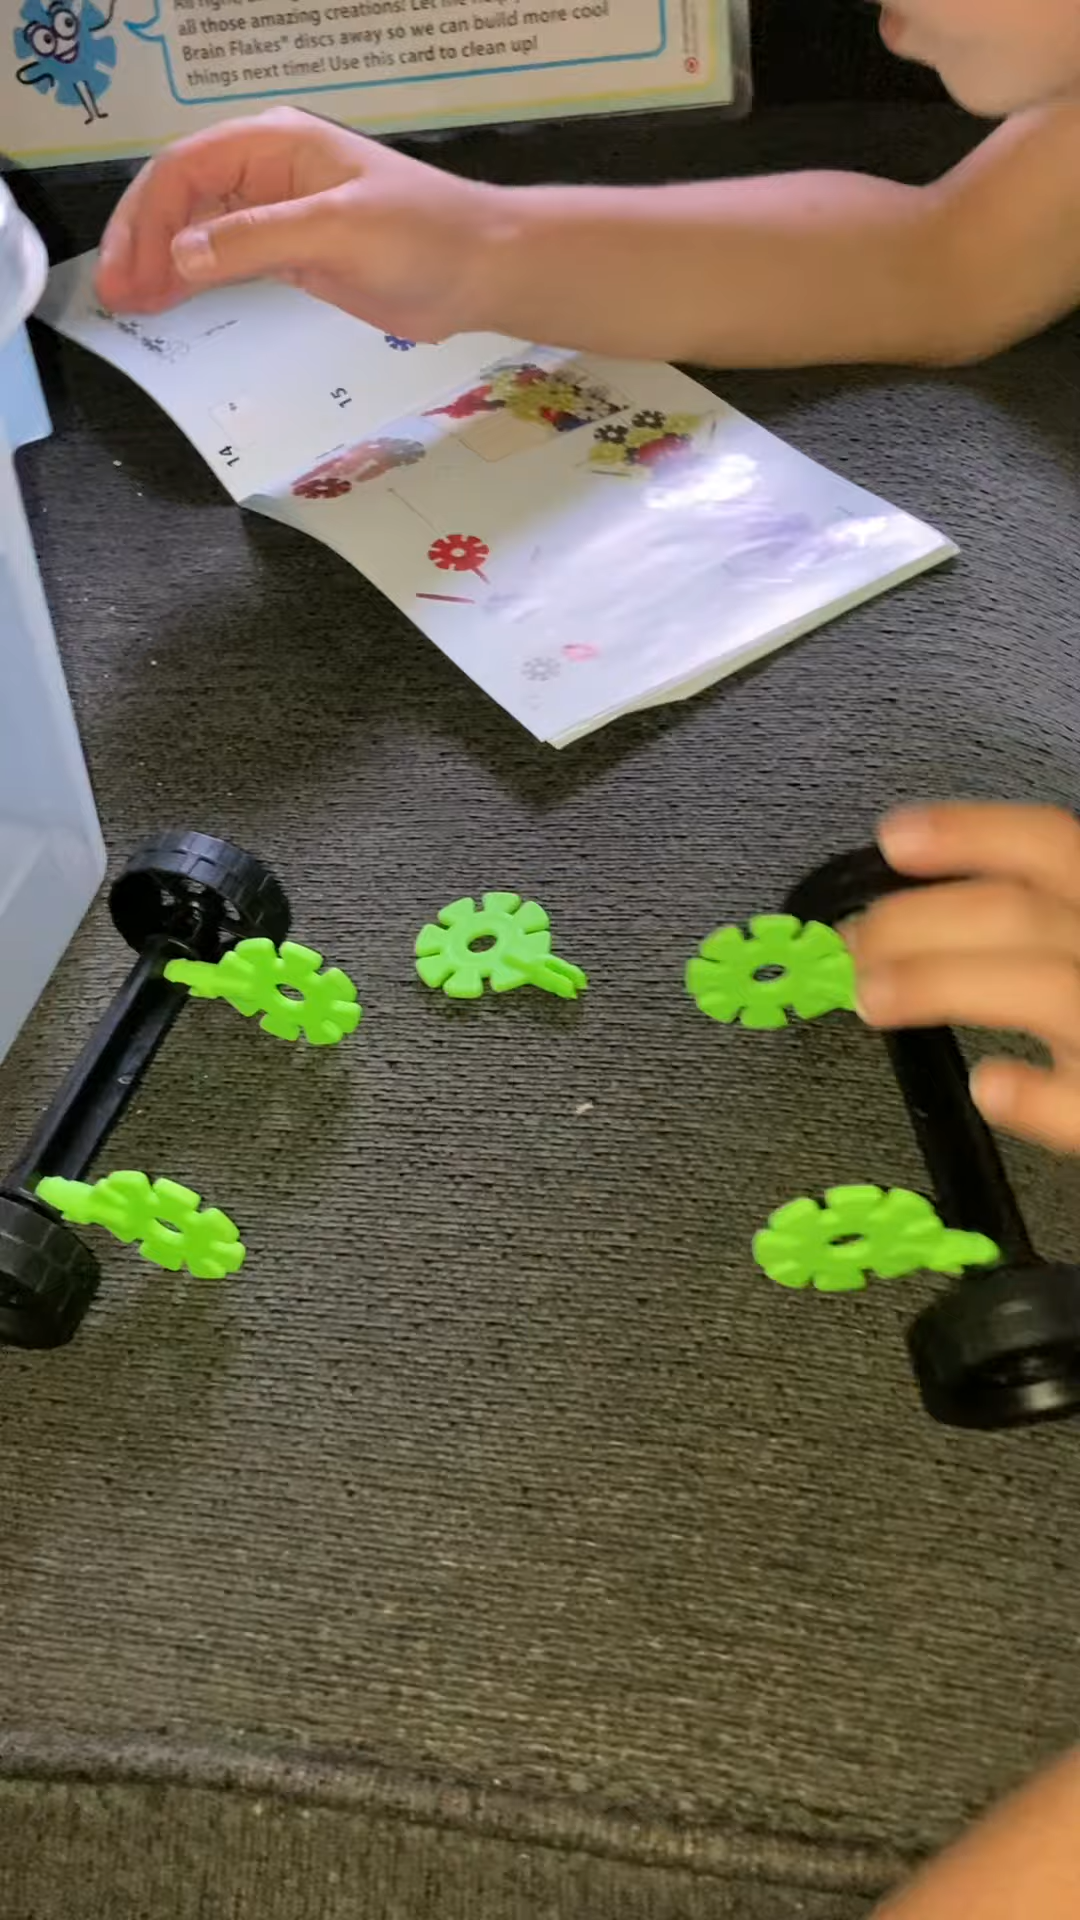 all those amazing creations! Let me
Brain Flakes® discs away so we can build more cool
things next time! Use this card to clean up!
15
14